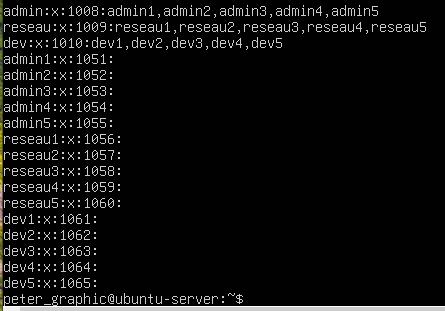 admin:x:1008:admin1,admin2,admin3,admin4,admin5
reseau:x:1009:reseau1,reseau2,reseau3,reseau4,reseau5
dev:x:1010:dev1,dev2,dev3,dev4,dev5
admin1:x:1051:
admin2:x:1052:
admin3:x:1053:
admin4:x:1054:
admin5:x:1055:
reseau1:x:1056:
reseau2:x:1057:
reseau3:x:1058:
reseau4:x:1059:
reseau5:x:1060:
dev1:x:1061:
dev2:x:1062:
dev3:x:1063:
dev4:x:1064:
dev5:x:1065:
peter_graphic@ubuntu-server:~$